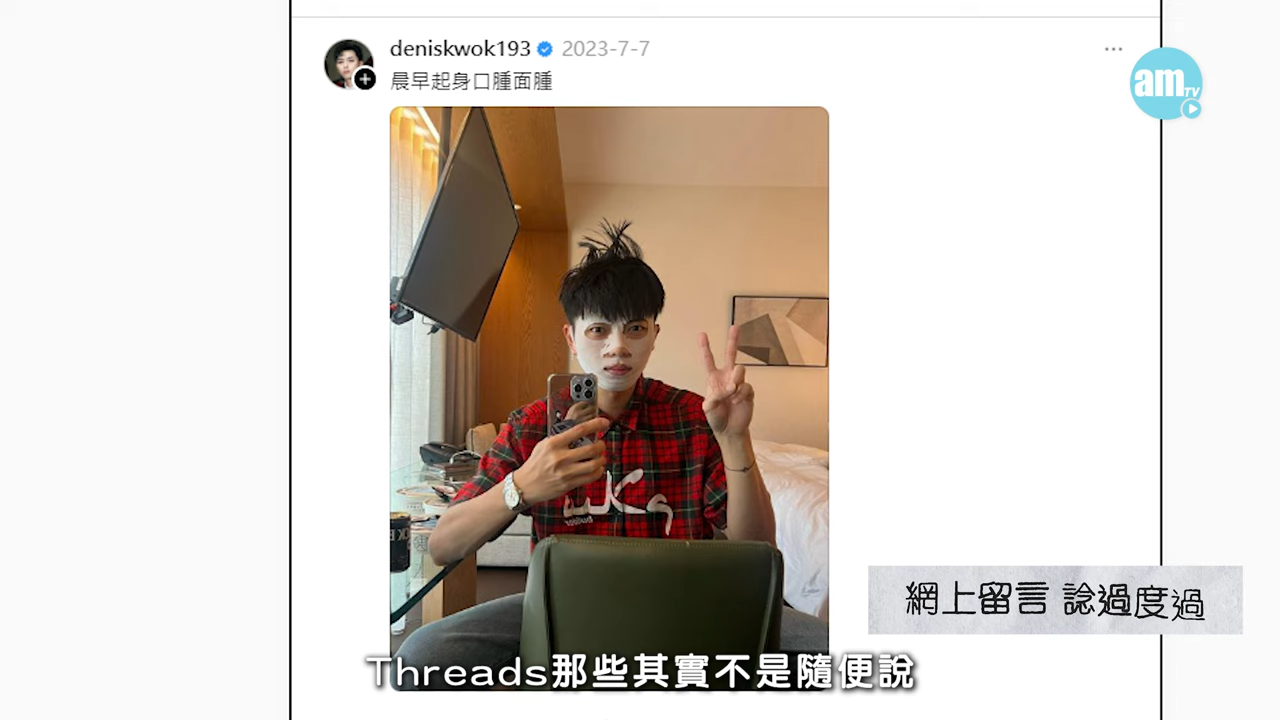 deniskwok193 2023-7-7
晨早起身口腫面腫
am TV
網上留言 諗過度過
Threads那些其實不是隨便說